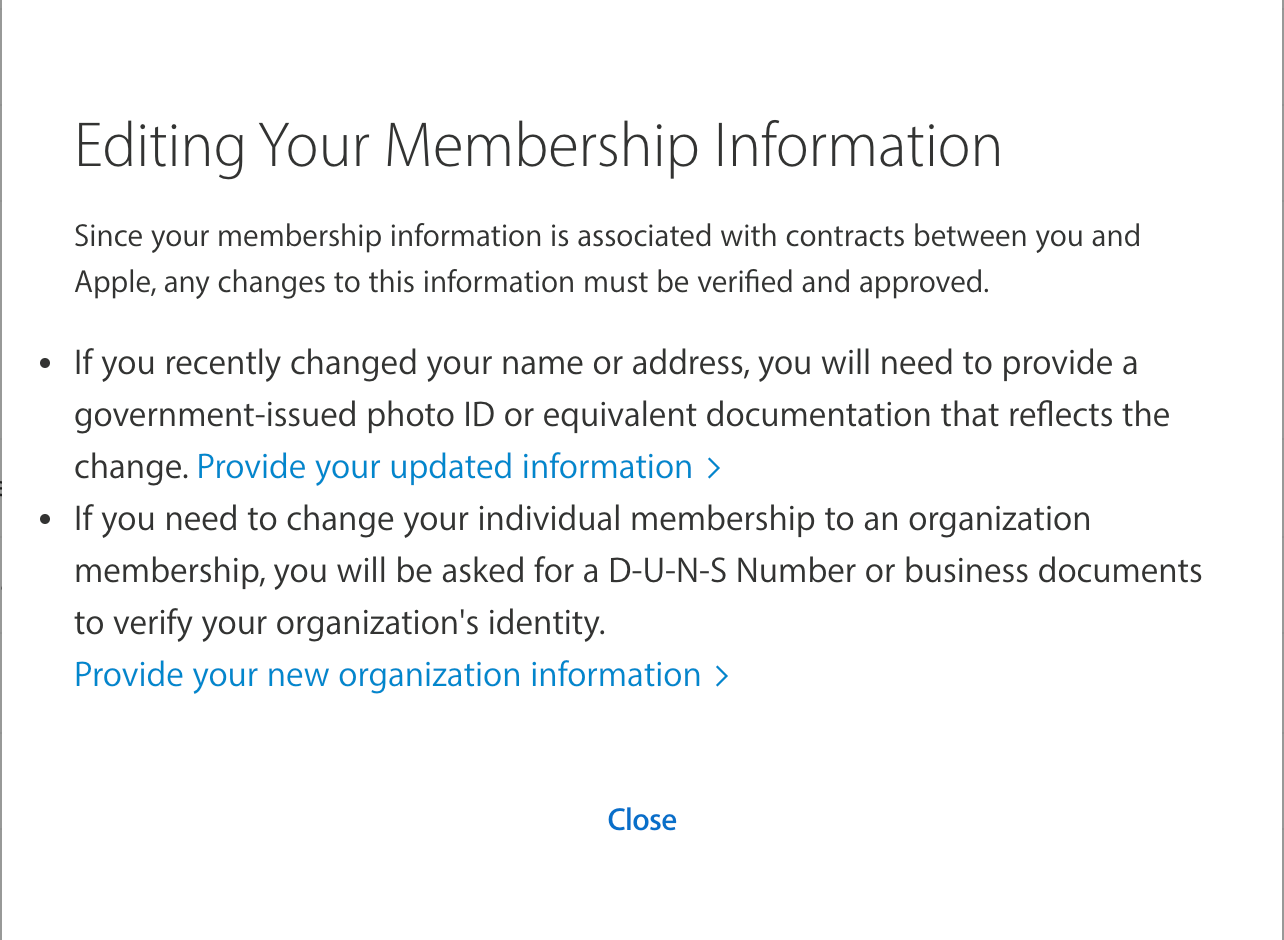 Editing Your Membership Information
Since your membership information is associated with contracts between you and
Apple, any changes to this information must be verified and approved.
• If you recently changed your name or address, you will need to provide a
government-issued photo ID or equivalent documentation that reflects the
change. Provide your updated information >
• If you need to change your individual membership to an organization
membership, you will be asked for a D-U-N-S Number or business documents
to verify your organization's identity.
Provide your new organization information >
Close